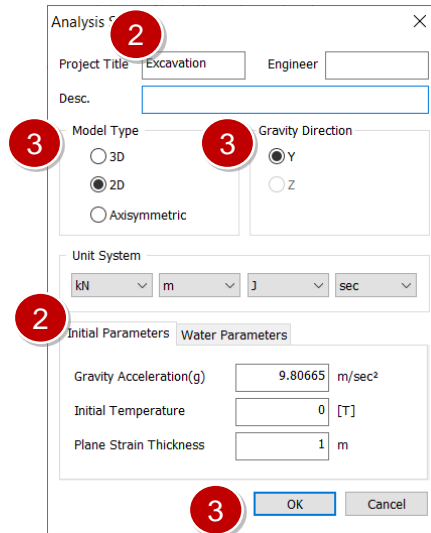 Analysis S
2
Project Title Excavation Engineer
Desc.
3 Model Type 3 Gravity Direction
3D Y
2D Z
Axisymmetric
Unit System
kN m J sec
2
Initial Parameters Water Parameters
Gravity Acceleration(g) 9.80665 m/sec²
Initial Temperature 0 [T]
Plane Strain Thickness 1 m
3 OK Cancel